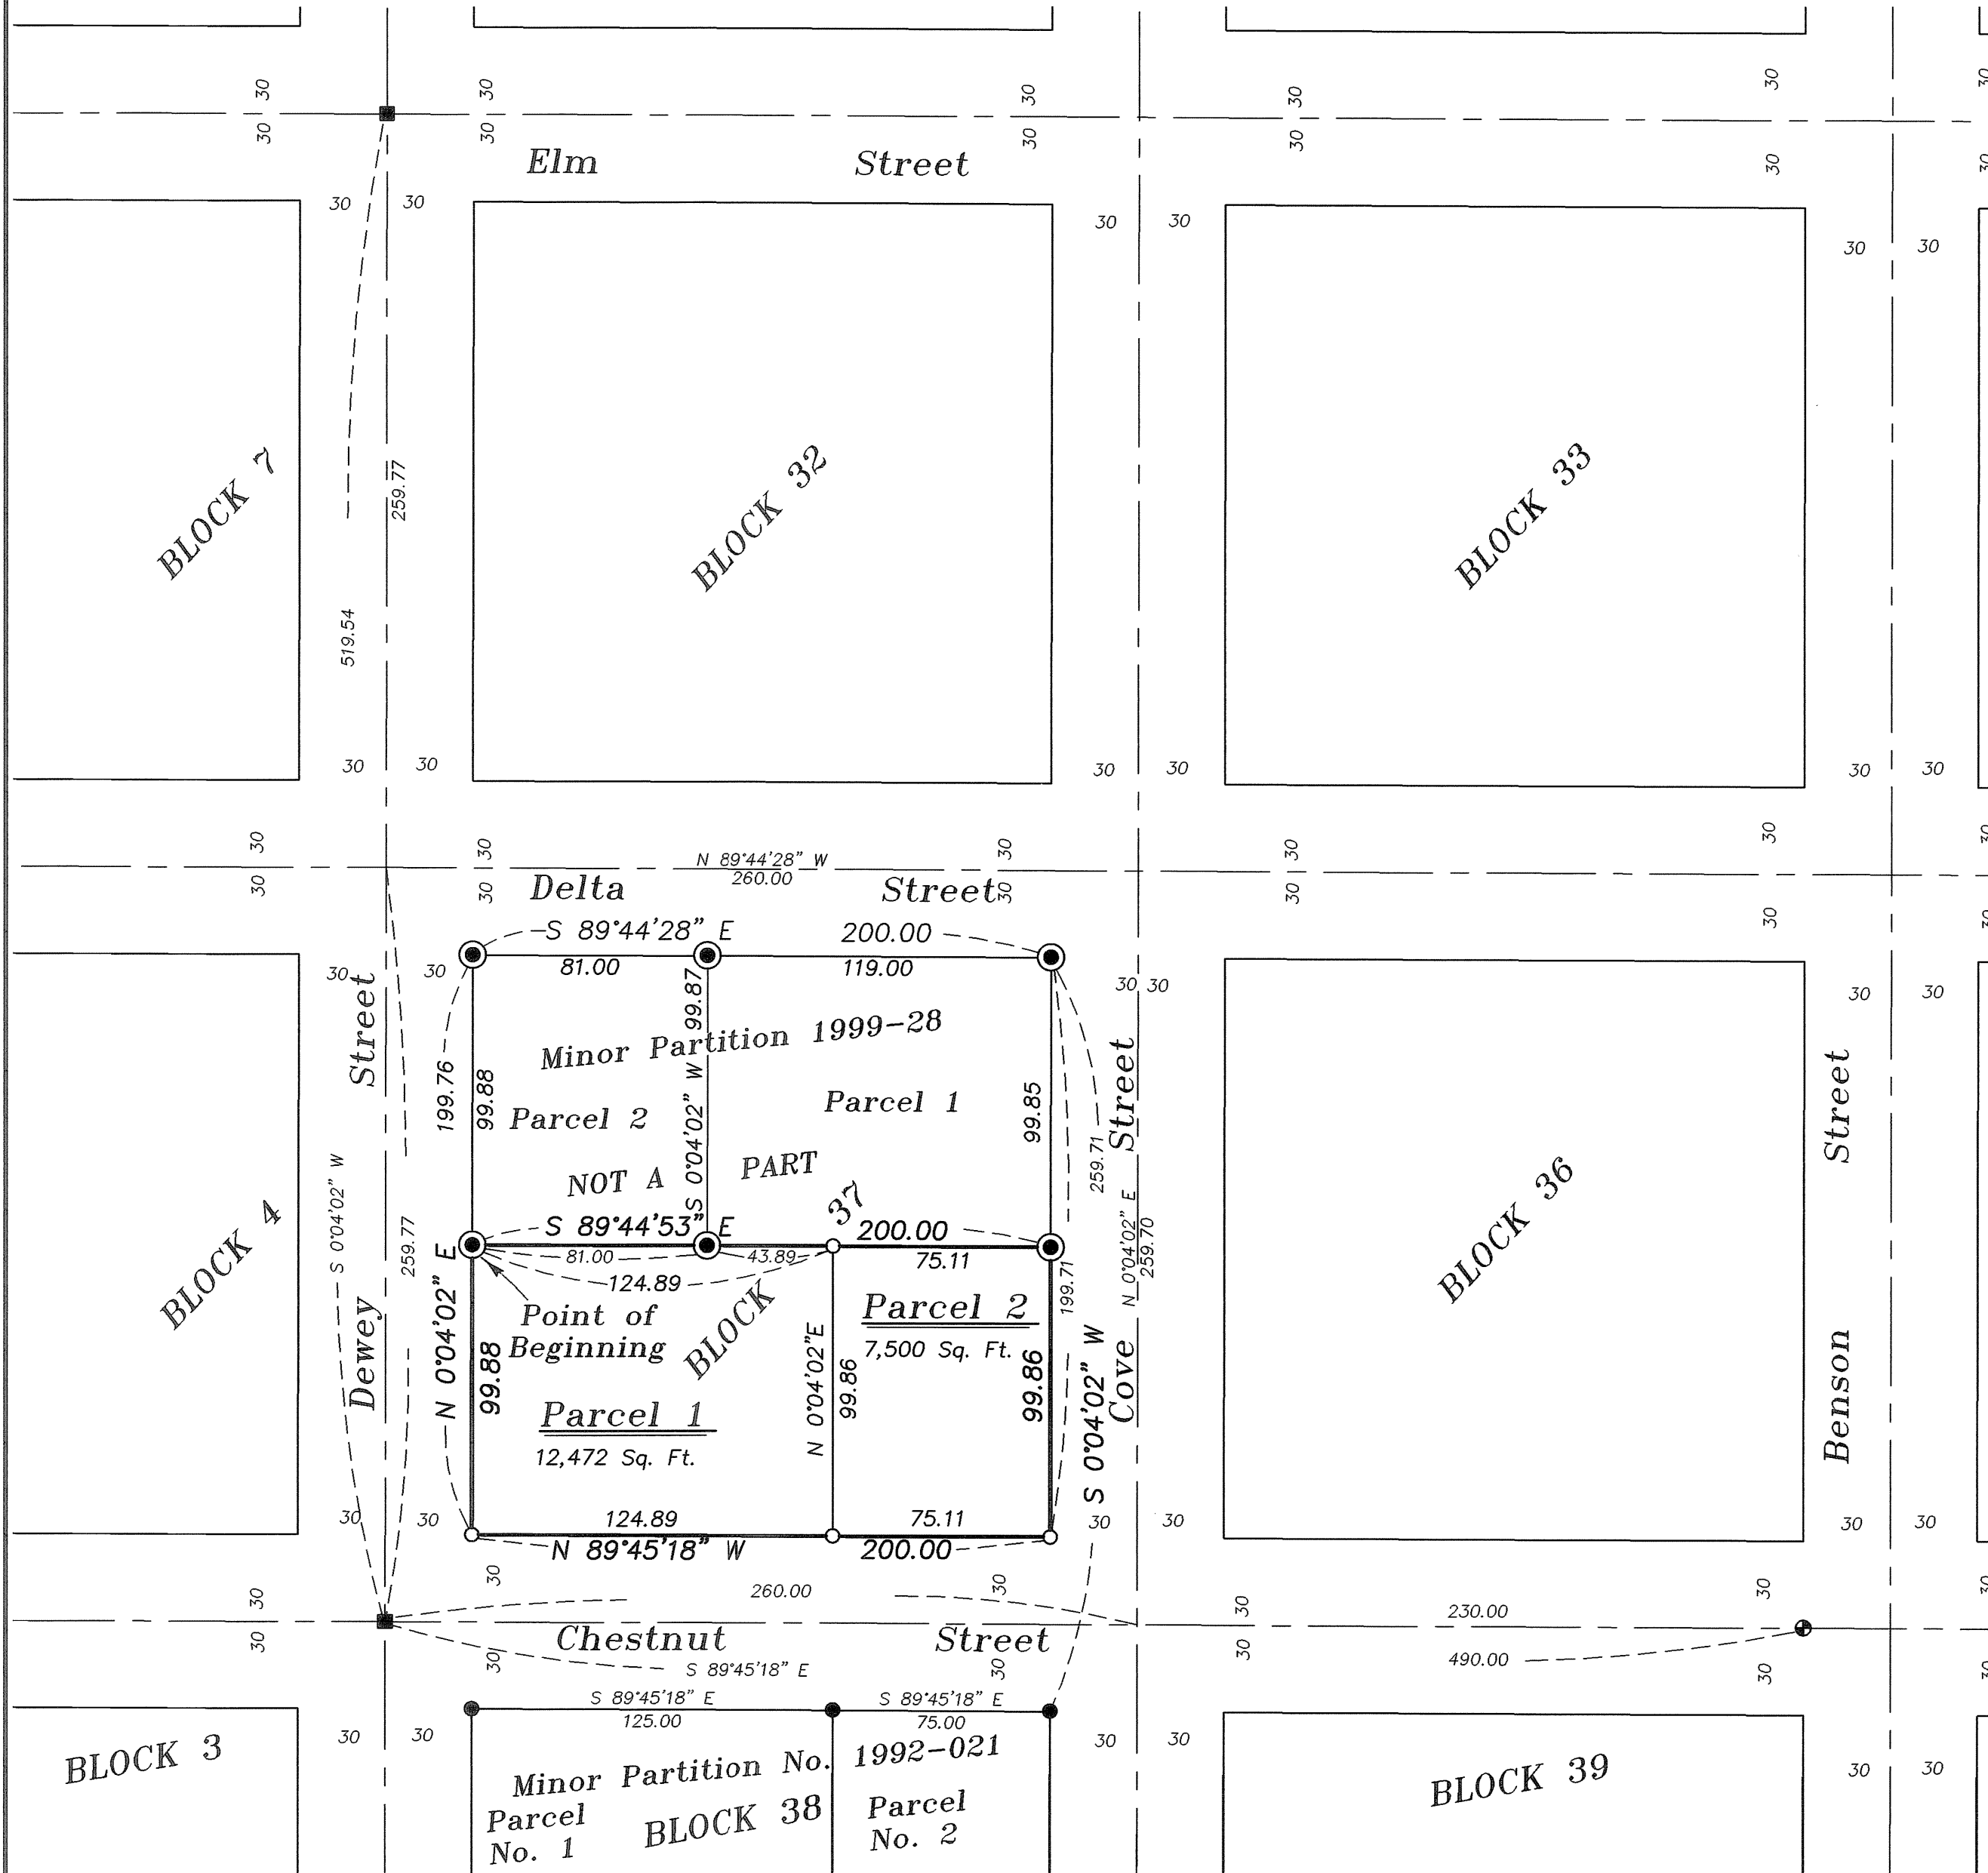 30
30
30
30
30
30
30
30
30
30
30
30
30
30
Elm Street
30
30
30
30
30
30
BLOCK 7
BLOCK 32
BLOCK 33
259.77
519.54
30
30
30
30
30
30
30
30
30
30
30
30
30
N 89°44'28" W
260.00
30
30
30
30
30
30
30
Delta Street
S 89°44'28" E 200.00
81.00
119.00
30
30
30
30
30
30
Street
199.76
99.88
S 0°04'02" W 99.87
Minor Partition 1999-28
Parcel 2
Parcel 1
99.85
NOT A PART
259.71
Street
Street
S 0°04'02" W
259.77
BLOCK 4
BLOCK 36
S 89°44'53" E 200.00
81.00
43.89
75.11
124.89
199.71
N 0°04'02" E
259.70
Point of
Beginning
BLOCK 37
Parcel 2
7,500 Sq. Ft.
N 0°04'02" E
99.88
N 0°04'02"E
99.86
99.86
S 0°04'02" W
Dewey
Cove
Benson
Parcel 1
12,472 Sq. Ft.
30
30
124.89
75.11
30
30
30
30
N 89°45'18" W 200.00
30
30
30
30
30
30
260.00
230.00
Chestnut Street
30
30
30
30
30
30
S 89°45'18" E
490.00
S 89°45'18" E
125.00
S 89°45'18" E
75.00
30
30
30
30
30
30
BLOCK 3
Minor Partition No. 1992-021
BLOCK 39
Parcel
No. 1
BLOCK 38
Parcel
No. 2